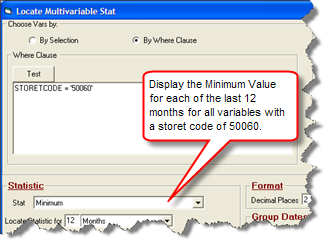 Locate Multivariable Stat
Choose Vars by:
By Selection
By Where Clause
Where Clause
Test
STORETCODE = '50060'
Display the Minimum Value
for each of the last 12
months for all variables with
a storet code of 50060.
Statistic
Stat Minimum
Locate Statistic for 12 Months
Format
Decimal Places 2
Group Dates